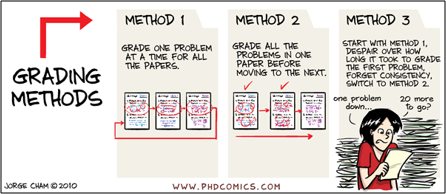 GRADING
METHODS
METHOD 1
GRADE ONE PROBLEM
AT A TIME FOR ALL
THE PAPERS.
METHOD 2
GRADE ALL THE
PROBLEMS IN ONE
PAPER BEFORE
MOVING TO THE NEXT.
METHOD 3
START WITH METHOD 1,
DESPAIR OVER HOW
LONG IT TOOK TO GRADE
THE FIRST PROBLEM,
FORGET CONSISTENCY,
SWITCH TO METHOD 2.
one problem
down...
20 more
to go?
JORGE CHAM © 2010
WWW.PHDCOMICS.COM